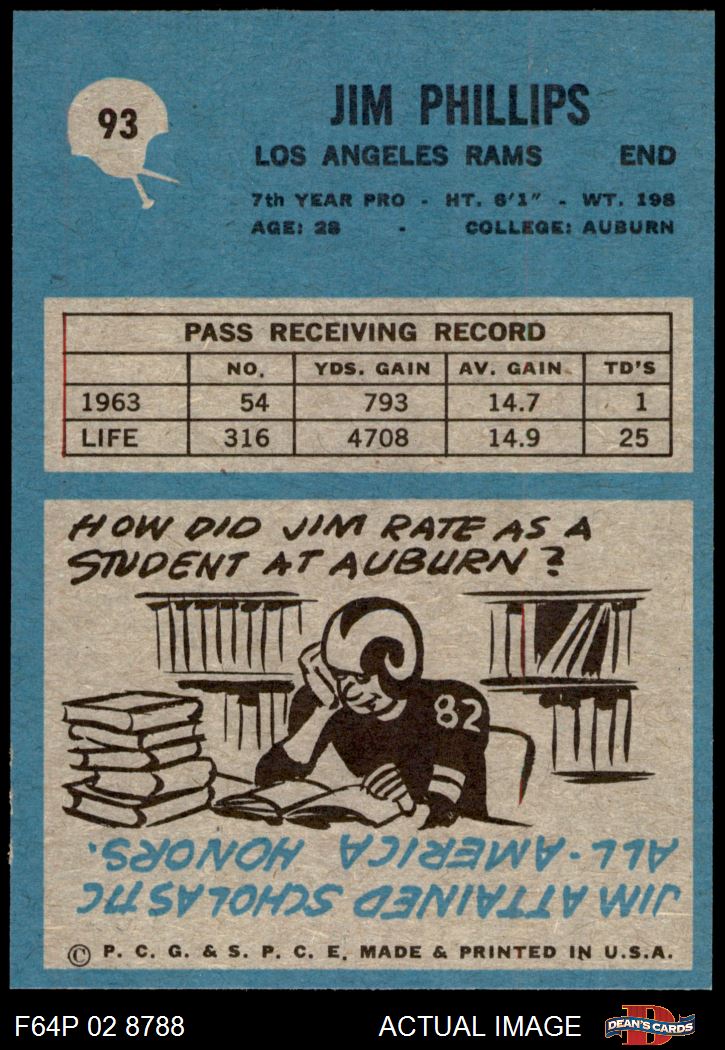 93
JIM PHILLIPS
LOS ANGELES RAMS END
7th YEAR PRO - HT. 6'1" - WT. 198
AGE: 28 - COLLEGE: AUBURN
PASS RECEIVING RECORD
NO. YDS. GAIN AV. GAIN TD'S
1963 54 793 14.7 1
LIFE 316 4708 14.9 25
HOW DID JIM RATE AS A
STUDENT AT AUBURN?
82
JIM ATTAINED SCHOLASTIC
ALL-AMERICA HONORS.
© P. C. G. & S. P. C. E. MADE & PRINTED IN U.S.A.
F64P 02 8788 ACTUAL IMAGE
D
DEAN'S CARDS